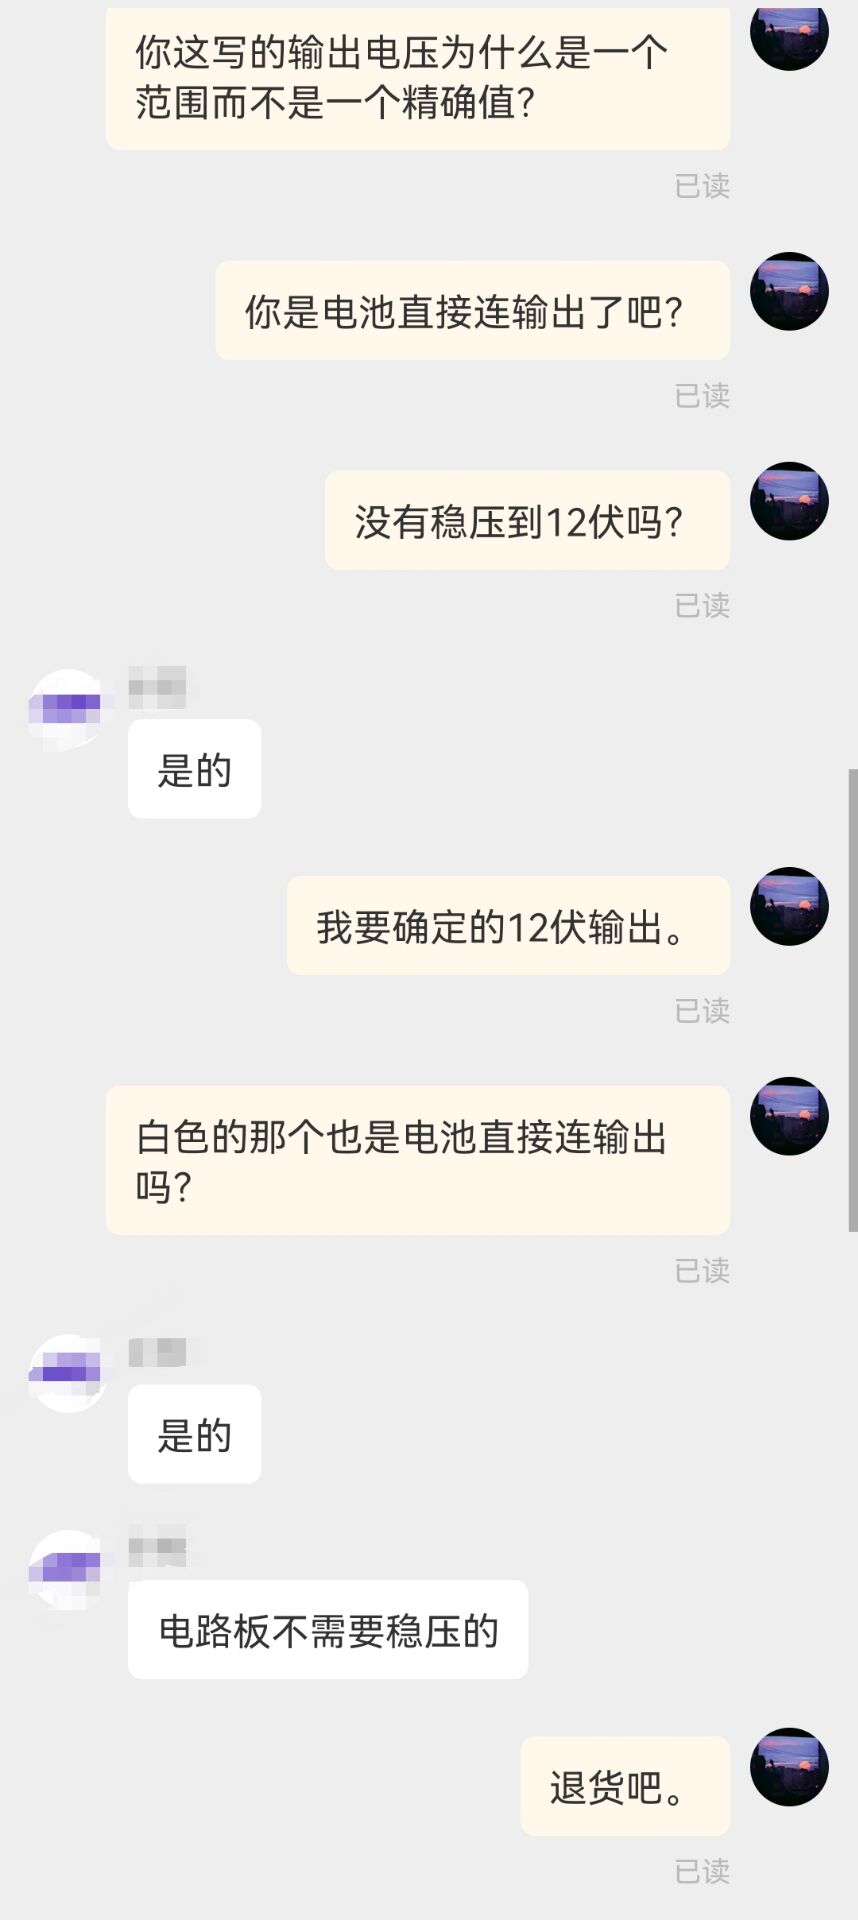 你这写的输出电压为什么是一个
范围而不是一个精确值？
已读
你是电池直接连输出了吧？
已读
没有稳压到12伏吗？
已读
是的
我要确定的12伏输出。
已读
白色的那个也是电池直接连输出
吗？
已读
是的
电路板不需要稳压的
退货吧。
已读